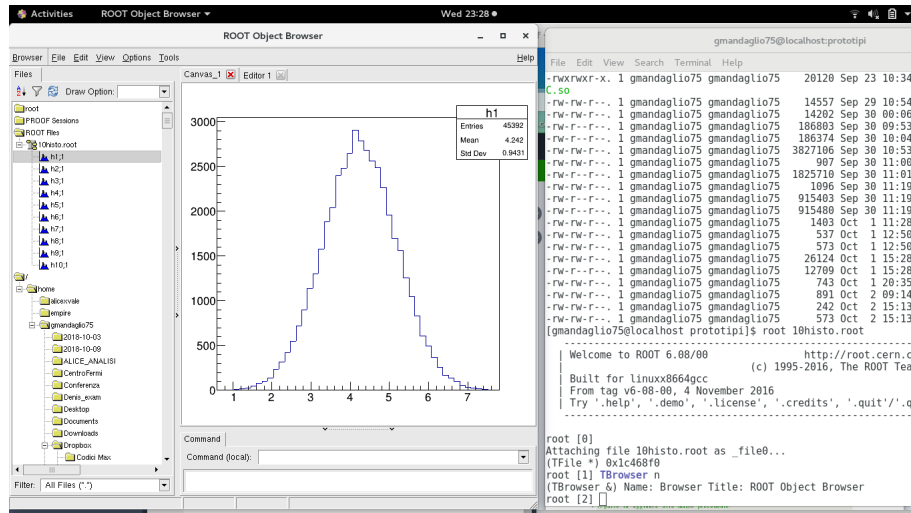 Activities ROOT Object Browser Wed 23:28
ROOT Object Browser
Browser File Edit View Options Tools Help
Files
Draw Option:
root
PROOF Sessions
ROOT Files
10histo.root
h1;1
h2;1
h3;1
h4;1
h5;1
h6;1
h7;1
h8;1
h9;1
h10;1
/
home
alicexvale
empire
gmandaglio75
2018-10-03
2018-10-09
ALICE_ANALISI
CentroFermi
Conferenza
Denis_exam
Desktop
Documents
Downloads
Dropbox
Codici Max
Filter: All Files (*.*)
Canvas_1 Editor 1
h1
Entries 45392
Mean 4.242
Std Dev 0.9431
3000
2500
2000
1500
1000
500
0
1 2 3 4 5 6 7
Command
Command (local):
gmandaglio75@localhost:prototipi
File Edit View Search Terminal Help
-rwxrwxr-x. 1 gmandaglio75 gmandaglio75 20120 Sep 23 10:34
C.so
-rw-rw-r--. 1 gmandaglio75 gmandaglio75 14557 Sep 29 10:54
-rw-rw-r--. 1 gmandaglio75 gmandaglio75 14202 Sep 30 00:06
-rw-rw-r--. 1 gmandaglio75 gmandaglio75 186803 Sep 30 09:53
-rw-rw-r--. 1 gmandaglio75 gmandaglio75 186374 Sep 30 10:04
-rw-rw-r--. 1 gmandaglio75 gmandaglio75 3827106 Sep 30 10:53
-rw-rw-r--. 1 gmandaglio75 gmandaglio75 907 Sep 30 11:00
-rw-rw-r--. 1 gmandaglio75 gmandaglio75 1825710 Sep 30 11:01
-rw-rw-r--. 1 gmandaglio75 gmandaglio75 1096 Sep 30 11:19
-rw-r--r--. 1 gmandaglio75 gmandaglio75 915403 Sep 30 11:19
-rw-rw-r--. 1 gmandaglio75 gmandaglio75 915480 Sep 30 11:19
-rw-rw-r--. 1 gmandaglio75 gmandaglio75 1403 Oct 1 11:28
-rw-rw-r--. 1 gmandaglio75 gmandaglio75 537 Oct 1 12:50
-rw-rw-r--. 1 gmandaglio75 gmandaglio75 573 Oct 1 12:50
-rw-rw-r--. 1 gmandaglio75 gmandaglio75 26124 Oct 1 15:28
-rw-r--r--. 1 gmandaglio75 gmandaglio75 12709 Oct 1 15:28
-rw-rw-r--. 1 gmandaglio75 gmandaglio75 743 Oct 1 20:35
-rw-rw-r--. 1 gmandaglio75 gmandaglio75 891 Oct 2 09:14
-rw-rw-r--. 1 gmandaglio75 gmandaglio75 242 Oct 2 15:13
-rw-rw-r--. 1 gmandaglio75 gmandaglio75 573 Oct 2 15:13
[gmandaglio75@localhost prototipi]$ root 10histo.root
| Welcome to ROOT 6.08/00 http://root.cern.c
| (c) 1995-2016, The ROOT Tea
| Built for linuxx8664gcc
| From tag v6-08-00, 4 November 2016
| Try '.help', '.demo', '.license', '.credits', '.quit'/'.q
root [0]
Attaching file 10histo.root as _file0...
(TFile *) 0x1c468f0
root [1] TBrowser n
(TBrowser &) Name: Browser Title: ROOT Object Browser
root [2]